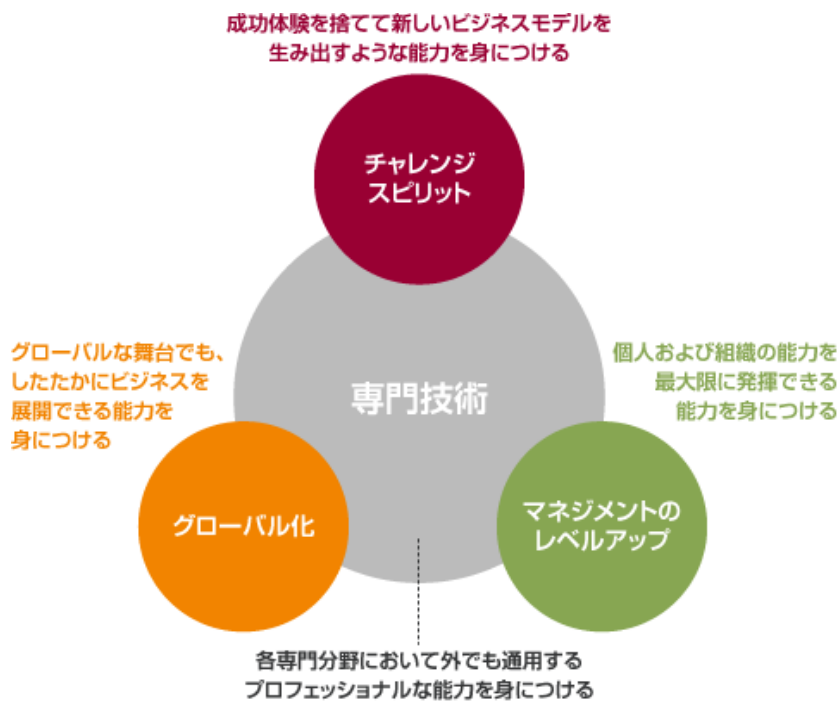 成功体験を捨てて新しいビジネスモデルを
生み出すような能力を身につける
チャレンジ
スピリット
グローバルな舞台でも、
したたかにビジネスを
展開できる能力を
身につける
個人および組織の能力を
最大限に発揮できる
能力を身につける
専門技術
グローバル化
マネジメントの
レベルアップ
各専門分野において外でも通用する
プロフェッショナルな能力を身につける